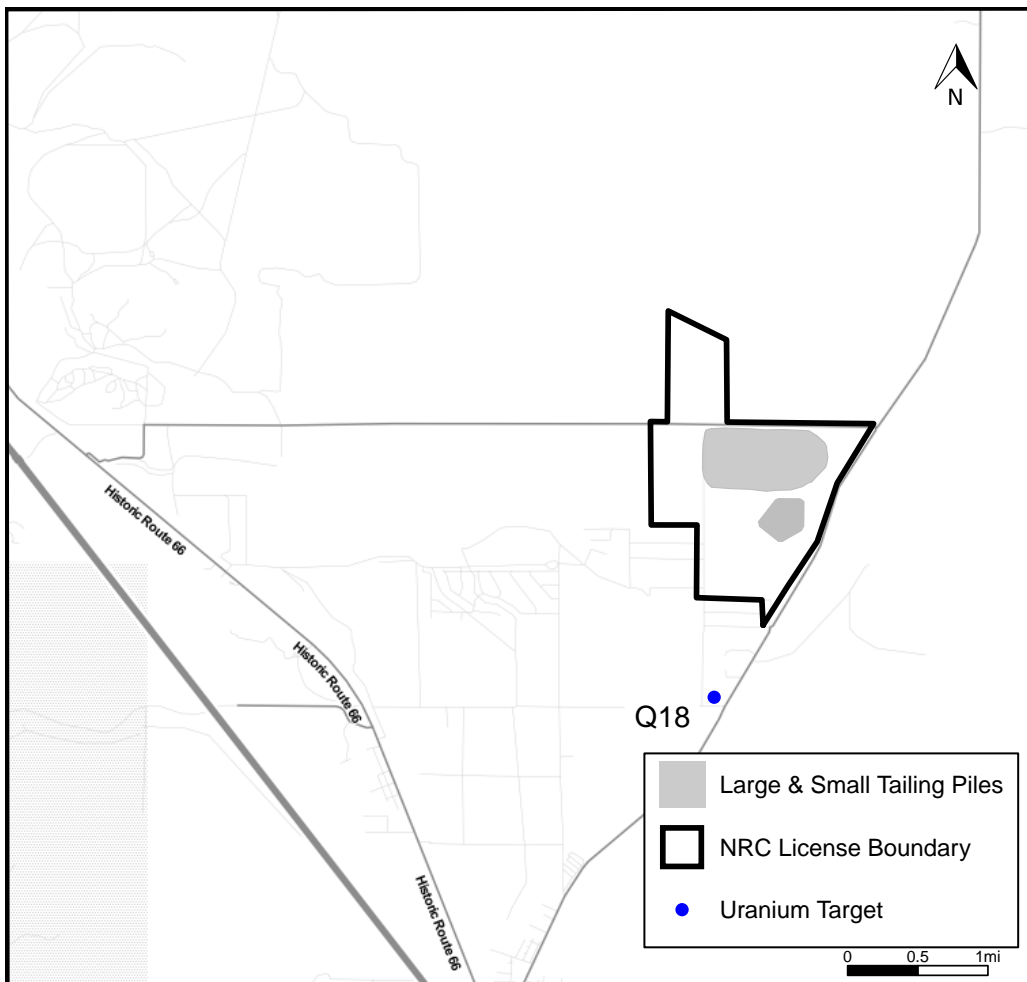 N
Historic Route 66
Historic Route 66
Q18
Large & Small Tailing Piles
NRC License Boundary
Uranium Target
Historic Route 66
0 0.5 1mi